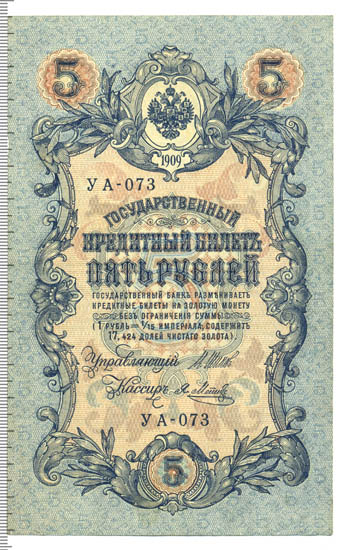 5 5
1909
УА-073
ГОСУДАРСТВЕННЫЙ
КРЕДИТНЫЙ БИЛЕТЪ
ПЯТЬ РУБЛЕЙ
ГОСУДАРСТВЕННЫЙ БАНКЪ РАЗМѢНИВАЕТЪ
КРЕДИТНЫЕ БИЛЕТЫ НА ЗОЛОТУЮ МОНЕТУ
БЕЗЪ ОГРАНИЧЕНІЯ СУММЫ
(1 РУБЛЬ = 1/15 ИМПЕРІАЛА, СОДЕРЖИТЪ
17,424 ДОЛЕЙ ЧИСТАГО ЗОЛОТА).
Управляющій
Кассиръ
УА-073
5